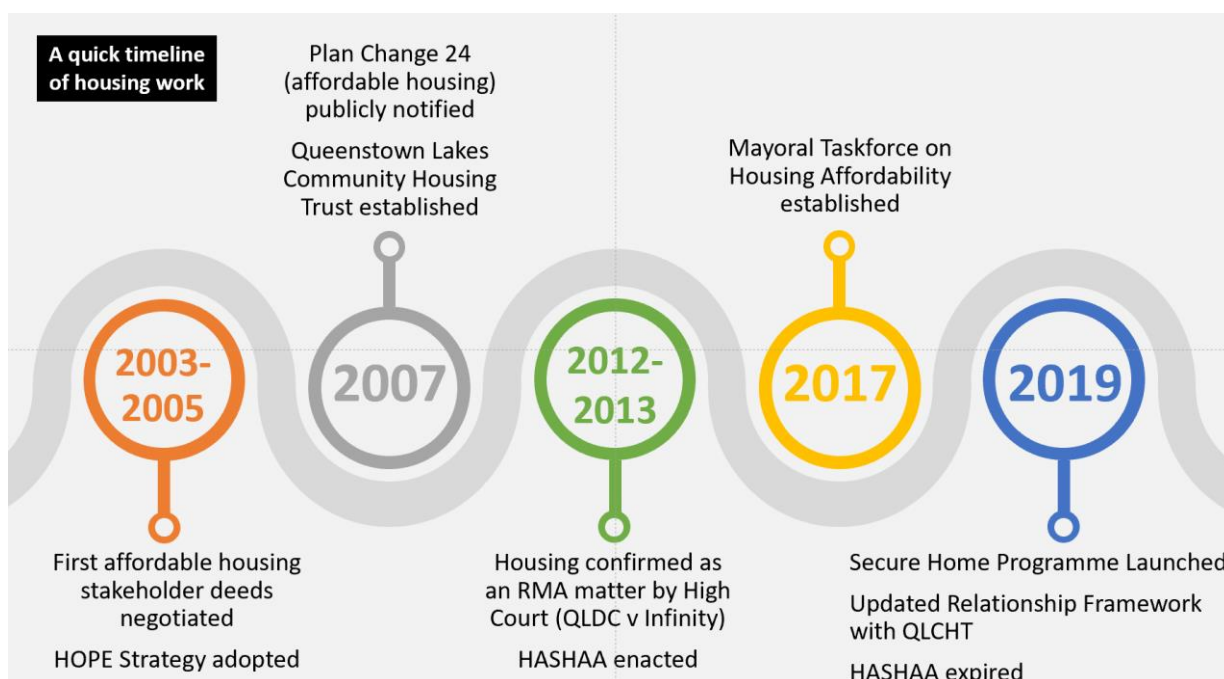 A quick timeline
of housing work
Plan Change 24
(affordable housing)
publicly notified
Queenstown Lakes
Community Housing
Trust established
Mayoral Taskforce on
Housing Affordability
established
2003-
2005
2007
2012-
2013
2017
2019
First affordable housing
stakeholder deeds
negotiated
HOPE Strategy adopted
Housing confirmed as
an RMA matter by High
Court (QLDC v Infinity)
HASHAA enacted
Secure Home Programme Launched
Updated Relationship Framework
with QLCHT
HASHAA expired